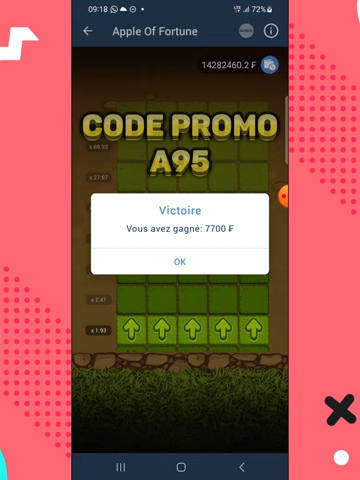 09:18
72%
Apple Of Fortune
14282460.2 ₣
CODE PROMO
A95
x 69.93
x 27.97
Victoire
Vous avez gagné: 7700 ₣
OK
x 2.41
x 1.93